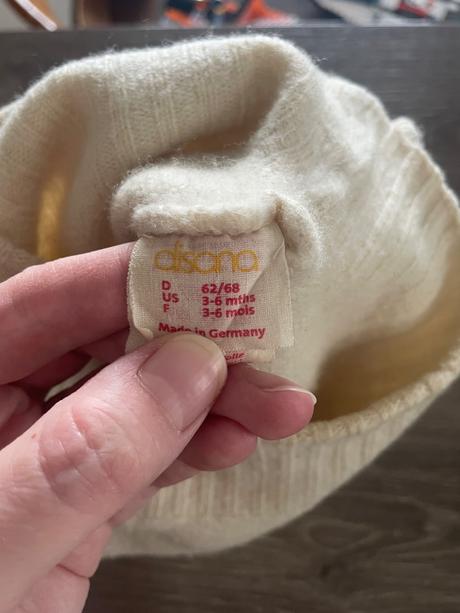 disana
D 62/68
US 3-6 mths
F 3-6 mois
Made in Germany